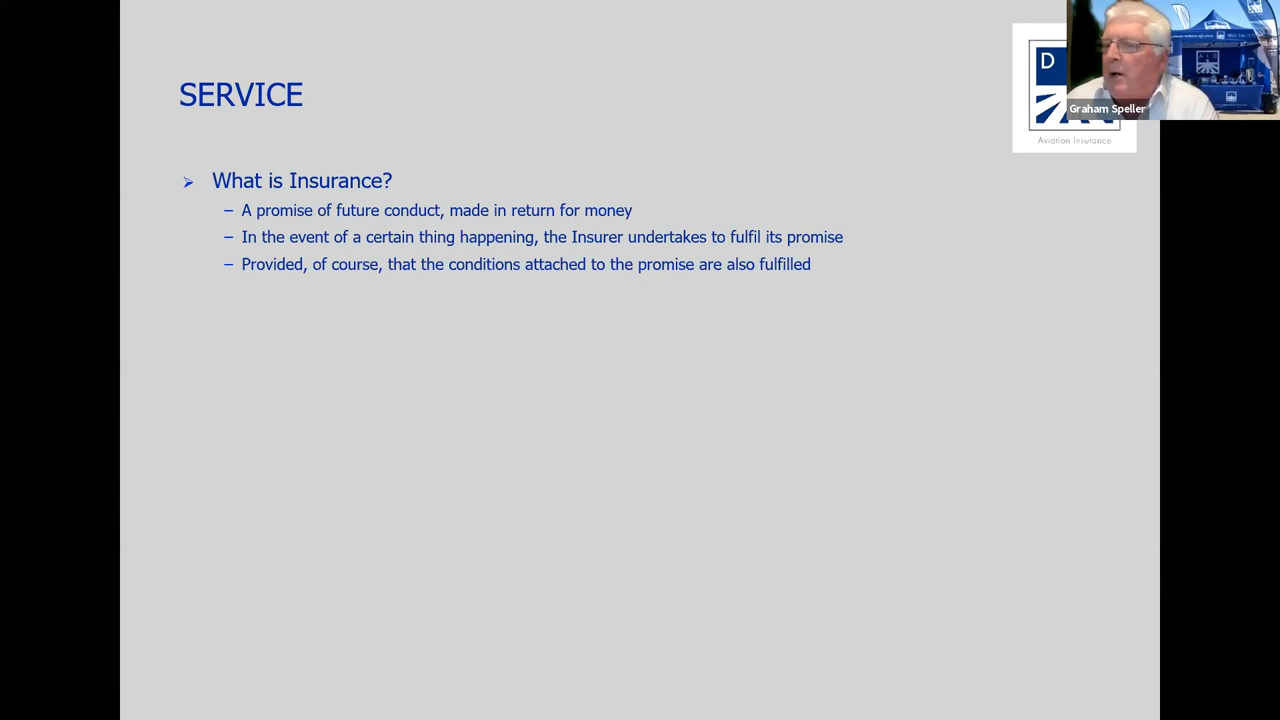 SERVICE
D
Graham Speller
Aviation Insurance
➢ What is Insurance?
– A promise of future conduct, made in return for money
– In the event of a certain thing happening, the Insurer undertakes to fulfil its promise
– Provided, of course, that the conditions attached to the promise are also fulfilled